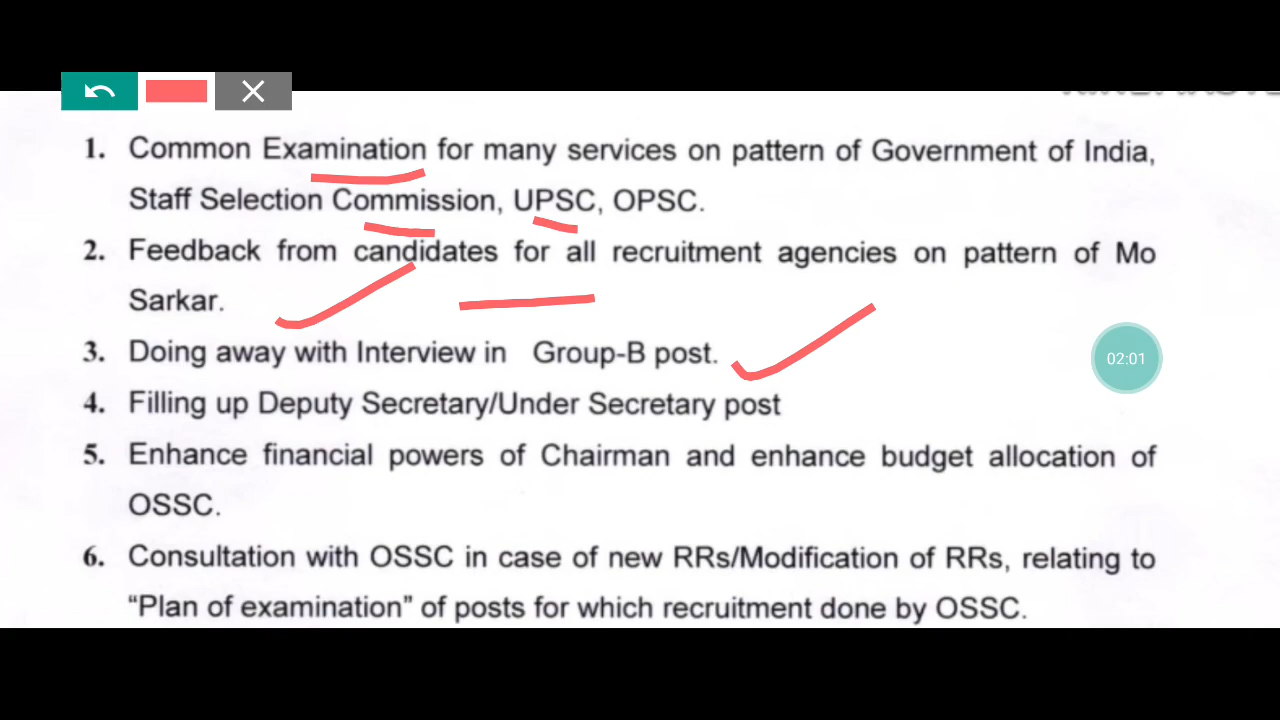 1. Common Examination for many services on pattern of Government of India,
Staff Selection Commission, UPSC, OPSC.
2. Feedback from candidates for all recruitment agencies on pattern of Mo
Sarkar.
3. Doing away with Interview in Group-B post.
02:01
4. Filling up Deputy Secretary/Under Secretary post
5. Enhance financial powers of Chairman and enhance budget allocation of
OSSC.
6. Consultation with OSSC in case of new RRs/Modification of RRs, relating to
“Plan of examination” of posts for which recruitment done by OSSC.